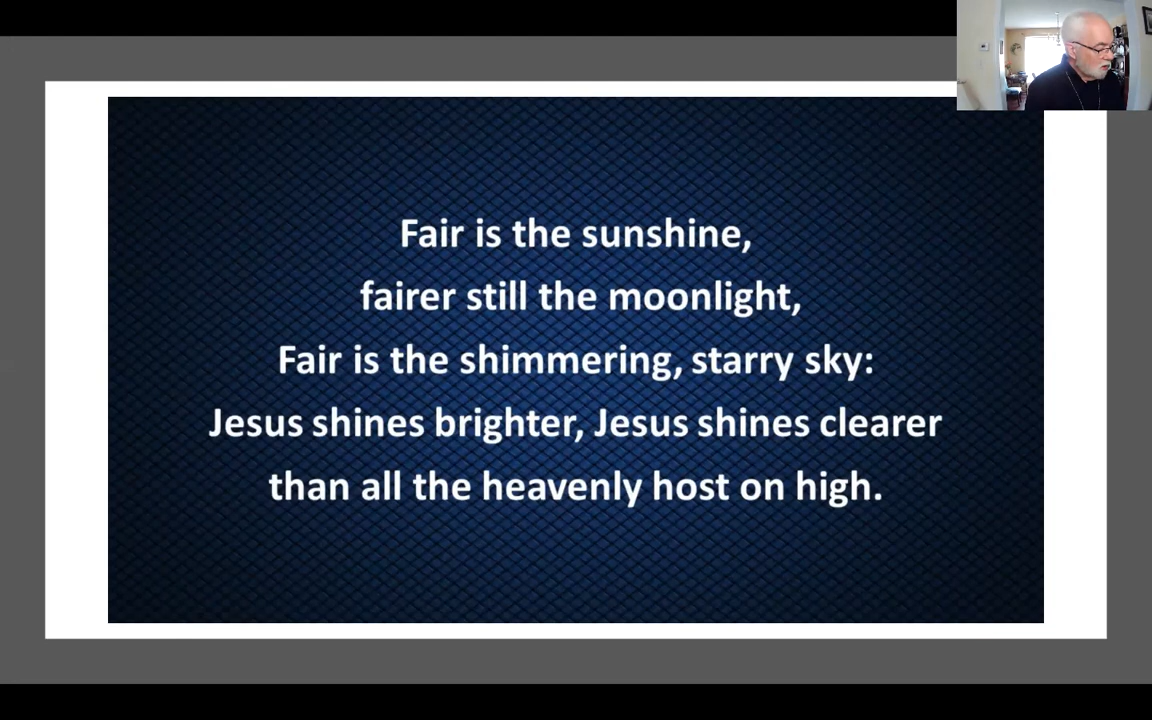 Fair is the sunshine,
fairer still the moonlight,
Fair is the shimmering, starry sky:
Jesus shines brighter, Jesus shines clearer
than all the heavenly host on high.